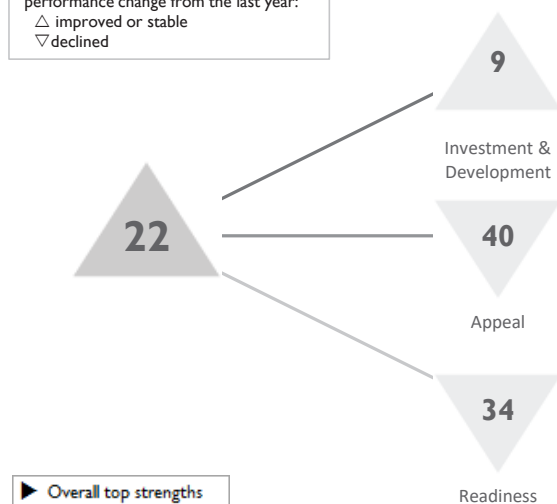 performance change from the last year:
△ improved or stable
▽ declined
9
Investment &
Development
22
40
Appeal
34
Readiness
▶ Overall top strengths